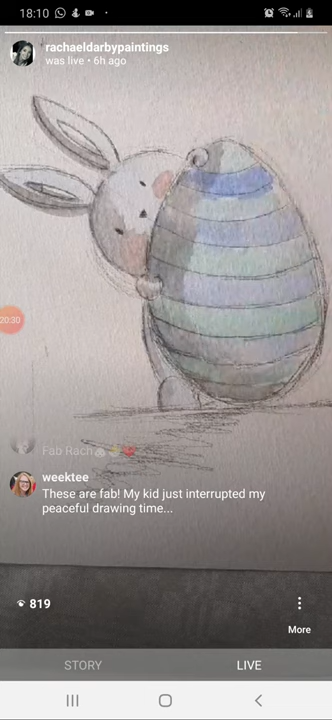 18:10
rachaeldarbypaintings
was live • 6h ago
20:30
Fab Rach
weektee
These are fab! My kid just interrupted my
peaceful drawing time...
819
More
STORY
LIVE